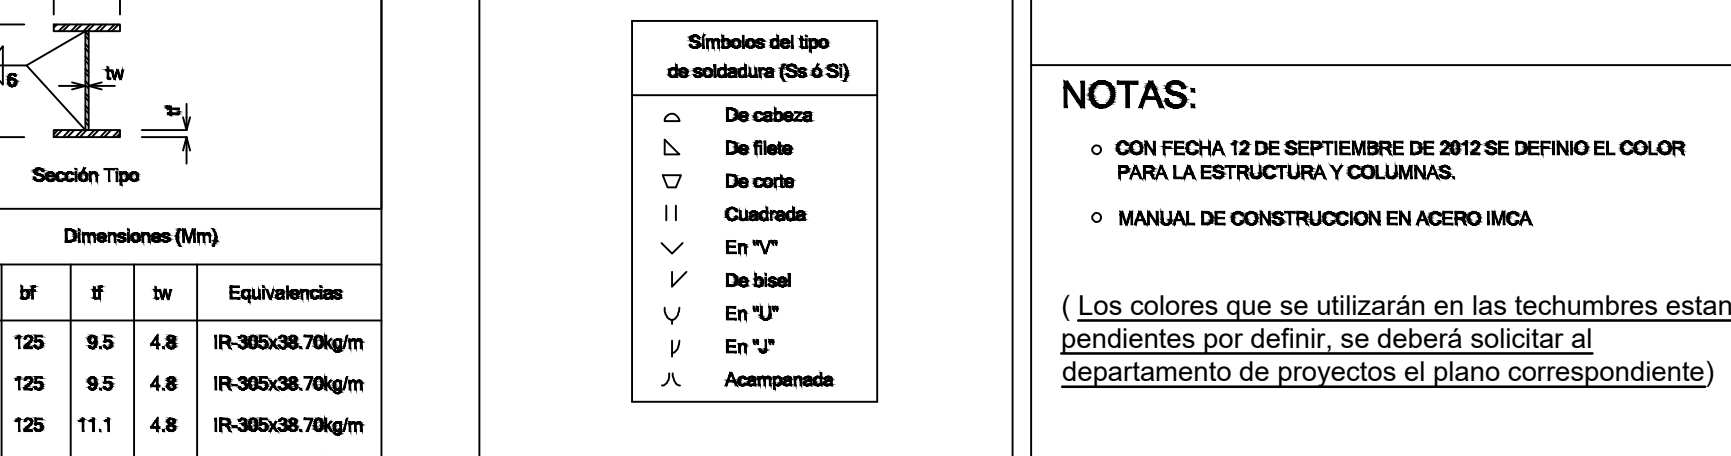 6
tw
tf
Sección Tipo
Dimensiones (Mm)
bf tf tw Equivalencias
125 9.5 4.8 IR-305x38.70kg/m
125 9.5 4.8 IR-305x38.70kg/m
125 11.1 4.8 IR-305x38.70kg/m
Símbolos del tipo
de soldadura (Ss ó Si)
De cabeza
De filete
De corte
Cuadrada
En "V"
De bisel
En "U"
En "J"
Acampanada
NOTAS:
CON FECHA 12 DE SEPTIEMBRE DE 2012 SE DEFINIO EL COLOR
PARA LA ESTRUCTURA Y COLUMNAS.
MANUAL DE CONSTRUCCION EN ACERO IMCA
( Los colores que se utilizarán en las techumbres estan
pendientes por definir, se deberá solicitar al
departamento de proyectos el plano correspondiente)